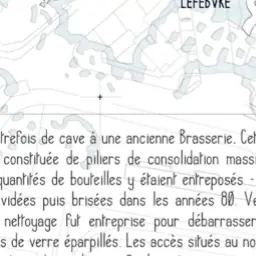 LEFEBVRE
trefois de cave à une ancienne Brasserie. Cet
constituée de piliers de consolidation massi
quantités de bouteilles y étaient entreposés -
vidées puis brisées dans les années 80. Ve
nettoyage fut entreprise pour débarrasser
s de verre éparpillés. Les accès situés au no